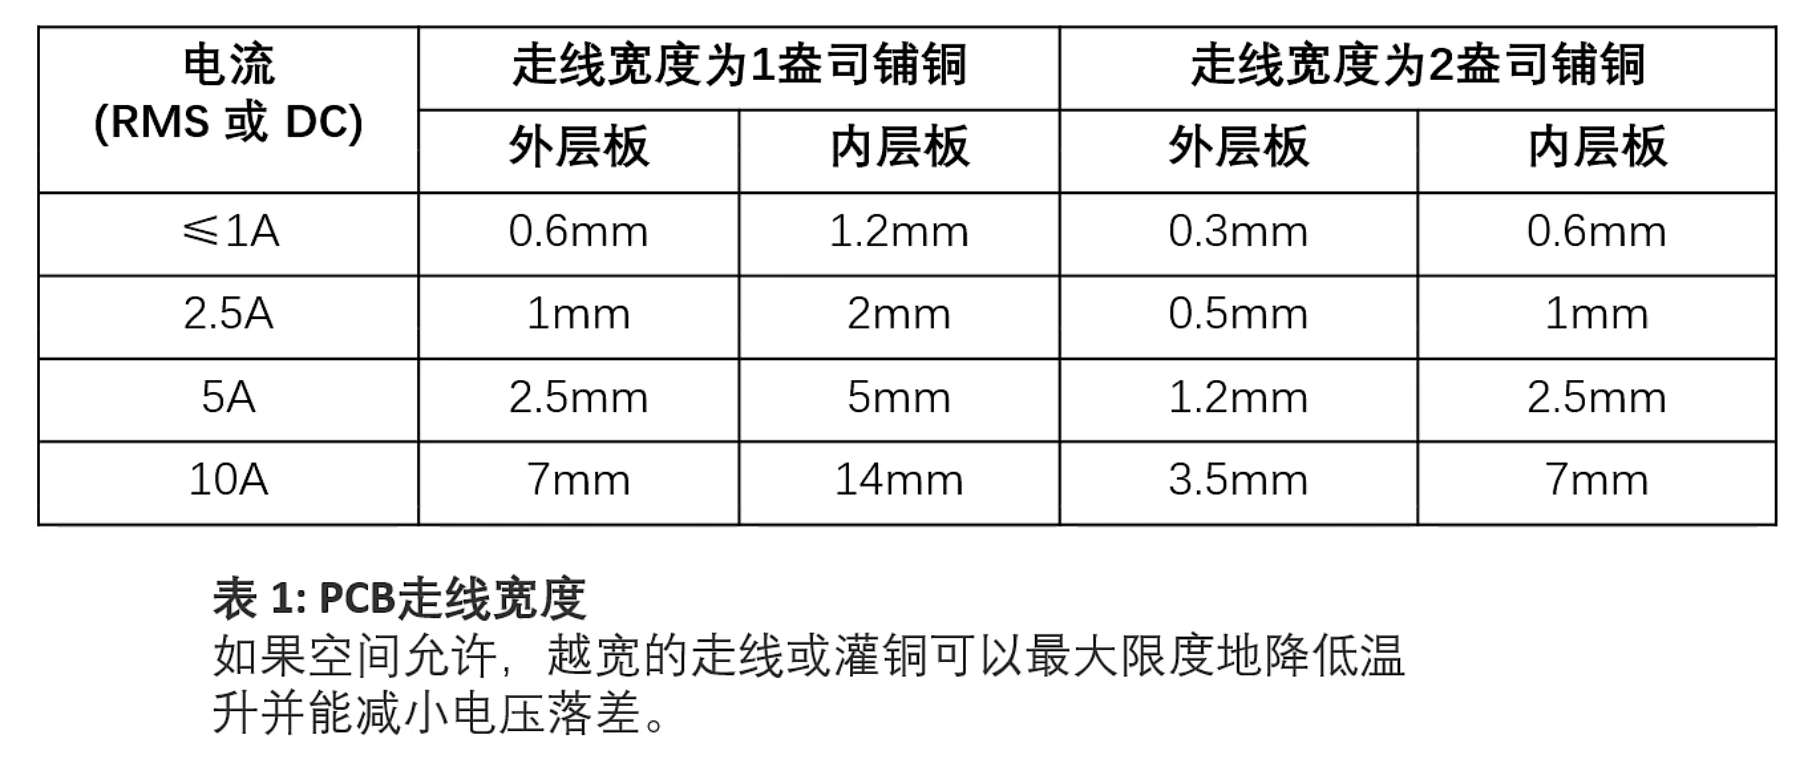 电流 走线宽度为1盎司铺铜 走线宽度为2盎司铺铜
(RMS 或 DC)
外层板 内层板 外层板 内层板
≤1A 0.6mm 1.2mm 0.3mm 0.6mm
2.5A 1mm 2mm 0.5mm 1mm
5A 2.5mm 5mm 1.2mm 2.5mm
10A 7mm 14mm 3.5mm 7mm
表 1: PCB走线宽度
如果空间允许，越宽的走线或灌铜可以最大限度地降低温
升并能减小电压落差。